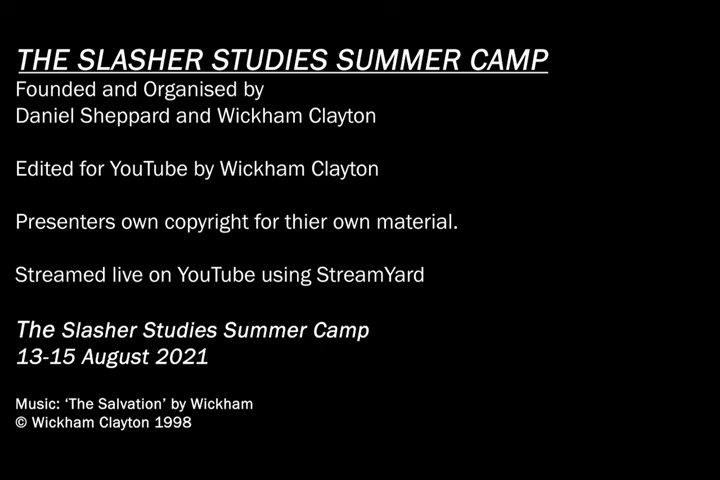 THE SLASHER STUDIES SUMMER CAMP
Founded and Organised by
Daniel Sheppard and Wickham Clayton
Edited for YouTube by Wickham Clayton
Presenters own copyright for thier own material.
Streamed live on YouTube using StreamYard
The Slasher Studies Summer Camp
13-15 August 2021
Music: ‘The Salvation’ by Wickham
© Wickham Clayton 1998